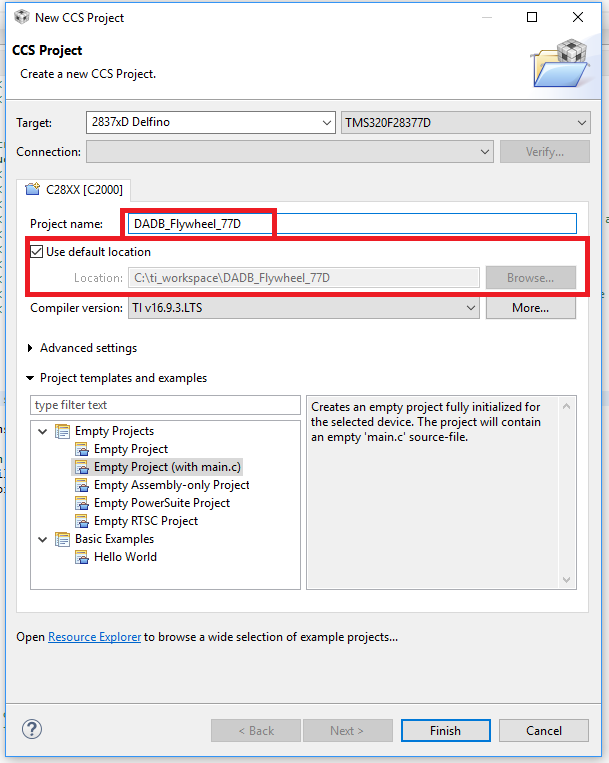 New CCS Project
CCS Project
Create a new CCS Project.
Target: 2837xD Delfino TMS320F28377D
Connection: Verify...
C28XX [C2000]
Project name: DADB_Flywheel_77D
Use default location
Location: C:\ti_workspace\DADB_Flywheel_77D Browse...
Compiler version: TI v16.9.3.LTS More...
Advanced settings
Project templates and examples
type filter text
Empty Projects
Empty Project
Empty Project (with main.c)
Empty Assembly-only Project
Empty PowerSuite Project
Empty RTSC Project
Basic Examples
Hello World
Creates an empty project fully initialized for
the selected device. The project will contain
an empty 'main.c' source-file.
Open Resource Explorer to browse a wide selection of example projects...
? < Back Next > Finish Cancel